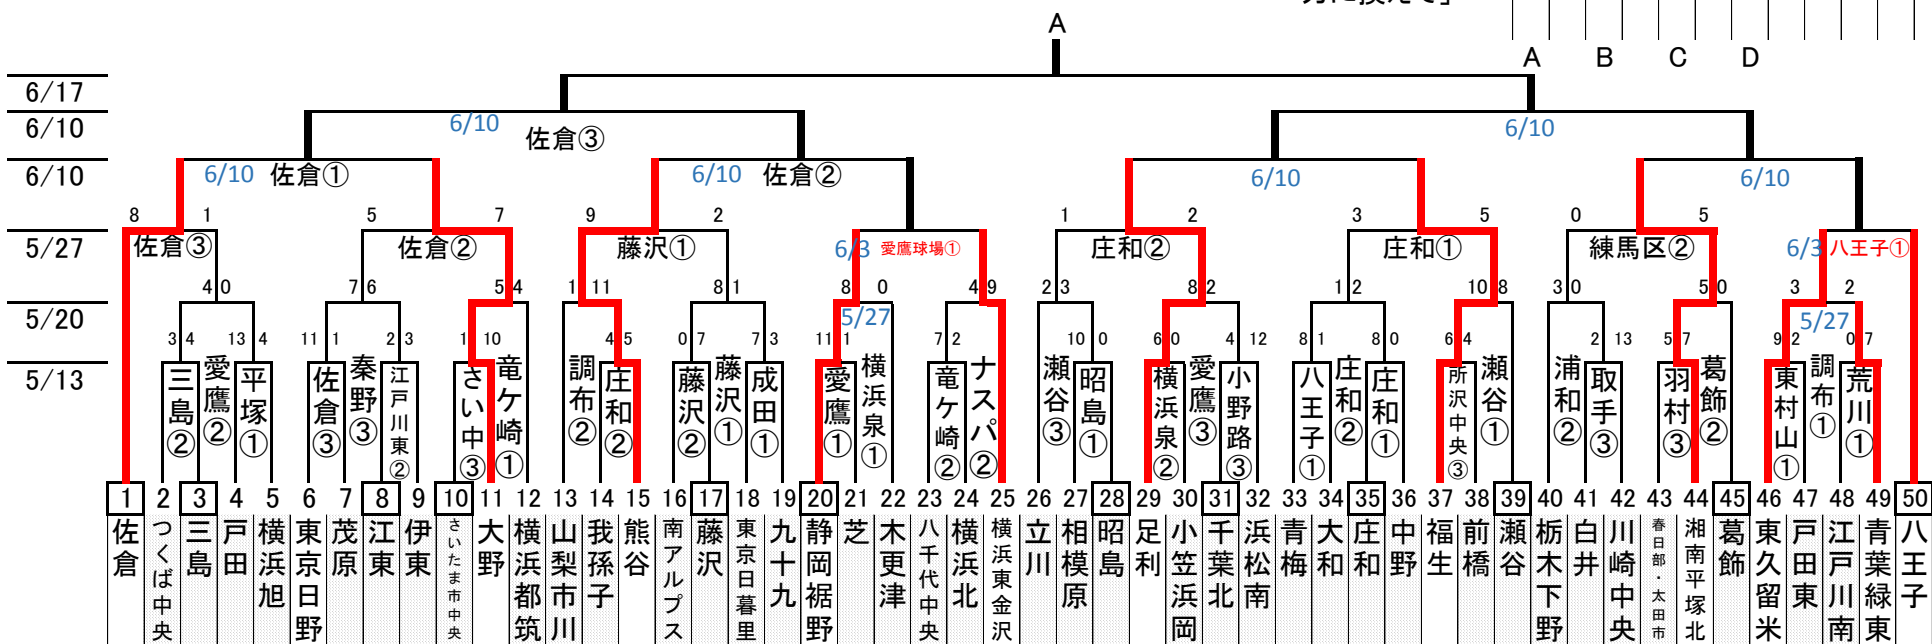 A
A B C D
6/17
6/10
6/10 佐倉③ 6/10
6/10
6/10 佐倉① 6/10 佐倉② 6/10 6/10
8 1 5 7 9 2 1 2 3 5 0 5
5/27
佐倉③ 佐倉② 藤沢① 6/3 愛鷹球場① 庄和② 庄和① 練馬区② 6/3 八王子①
4 0 7 6 5 4 1 11 8 1 8 0 4 9 2 3 8 2 1 2 10 8 3 0 5 0 3 2
5/20
5/27 5/27
3 4 13 4 11 1 2 3 1 10 4 5 0 7 7 3 11 1 7 2 10 0 6 0 4 12 8 1 8 0 6 4 2 13 5 7 9 2 0 7
5/13
三島②
愛鷹②
平塚①
佐倉③
秦野③
江戸川東②
さい中③
竜ケ崎①
調布②
庄和②
藤沢②
藤沢①
成田①
愛鷹①
横浜泉①
竜ケ崎②
ナスパ②
瀬谷③
昭島①
横浜泉②
愛鷹③
小野路③
八王子①
庄和②
庄和①
所沢中央③
瀬谷①
浦和②
取手③
羽村③
葛飾②
東村山①
調布①
荒川①
1 2 3 4 5 6 7 8 9 10 11 12 13 14 15 16 17 18 19 20 21 22 23 24 25 26 27 28 29 30 31 32 33 34 35 36 37 38 39 40 41 42 43 44 45 46 47 48 49 50
佐倉
つくば中央
三島
戸田
横浜旭
東京日野
茂原
江東
伊東
さいたま市中央
大野
横浜都筑
山梨市川
我孫子
熊谷
南アルプス
藤沢
東京日暮里
九十九
静岡裾野
芝
木更津
八千代中央
横浜北
横浜東金沢
立川
相模原
昭島
足利
小笠浜岡
千葉北
浜松南
青梅
大和
庄和
中野
福生
前橋
瀬谷
栃木下野
白井
川崎中央
春日部・太田市
湘南平塚北
葛飾
東久留米
戸田東
江戸川南
青葉緑東
八王子